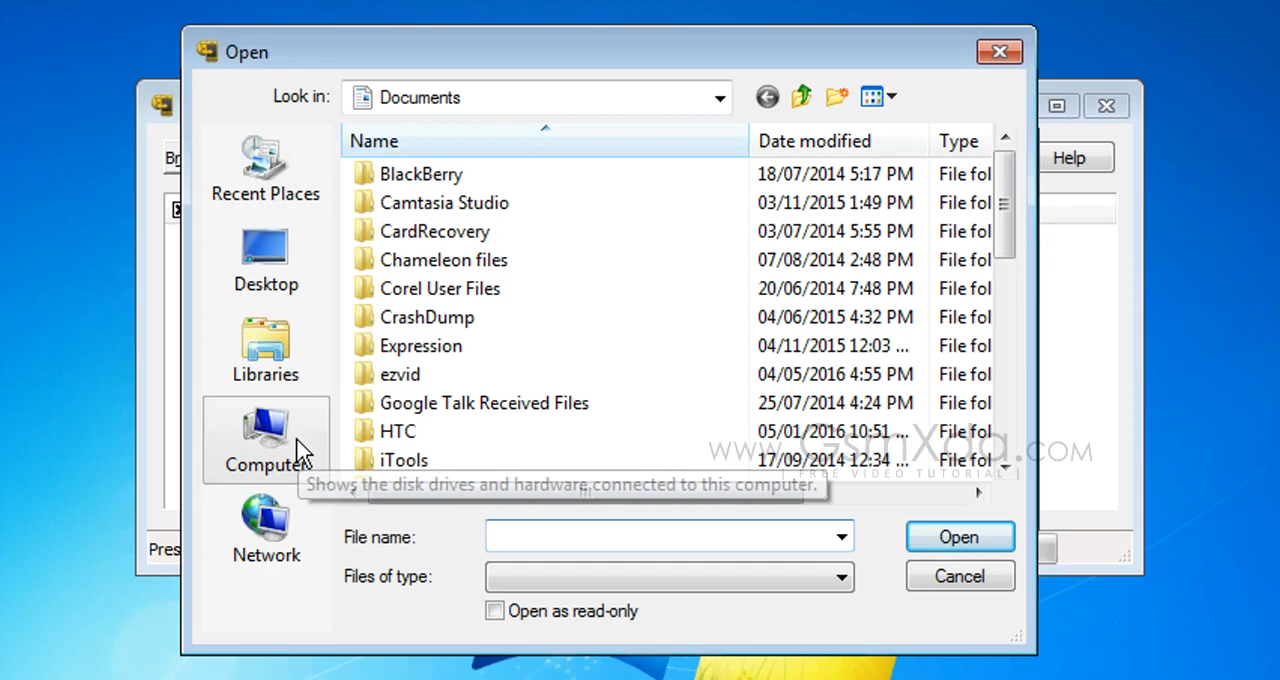 Open
Look in: Documents
Name Date modified Type
Recent Places
Desktop
Libraries
Computer
Network
BlackBerry 18/07/2014 5:17 PM File fol
Camtasia Studio 03/11/2015 1:49 PM File fol
CardRecovery 03/07/2014 5:55 PM File fol
Chameleon files 07/08/2014 2:48 PM File fol
Corel User Files 20/06/2014 7:48 PM File fol
CrashDump 04/06/2015 4:32 PM File fol
Expression 04/11/2015 12:03 ... File fol
ezvid 04/05/2016 4:55 PM File fol
Google Talk Received Files 25/07/2014 4:24 PM File fol
HTC 05/01/2016 10:51 ... File fol
iTools 17/09/2014 12:34 ... File fol
www.GsmXda.com
FREE VIDEO TUTORIAL
Shows the disk drives and hardware connected to this computer.
File name: Open
Files of type: Cancel
Open as read-only
Br
Help
Pres